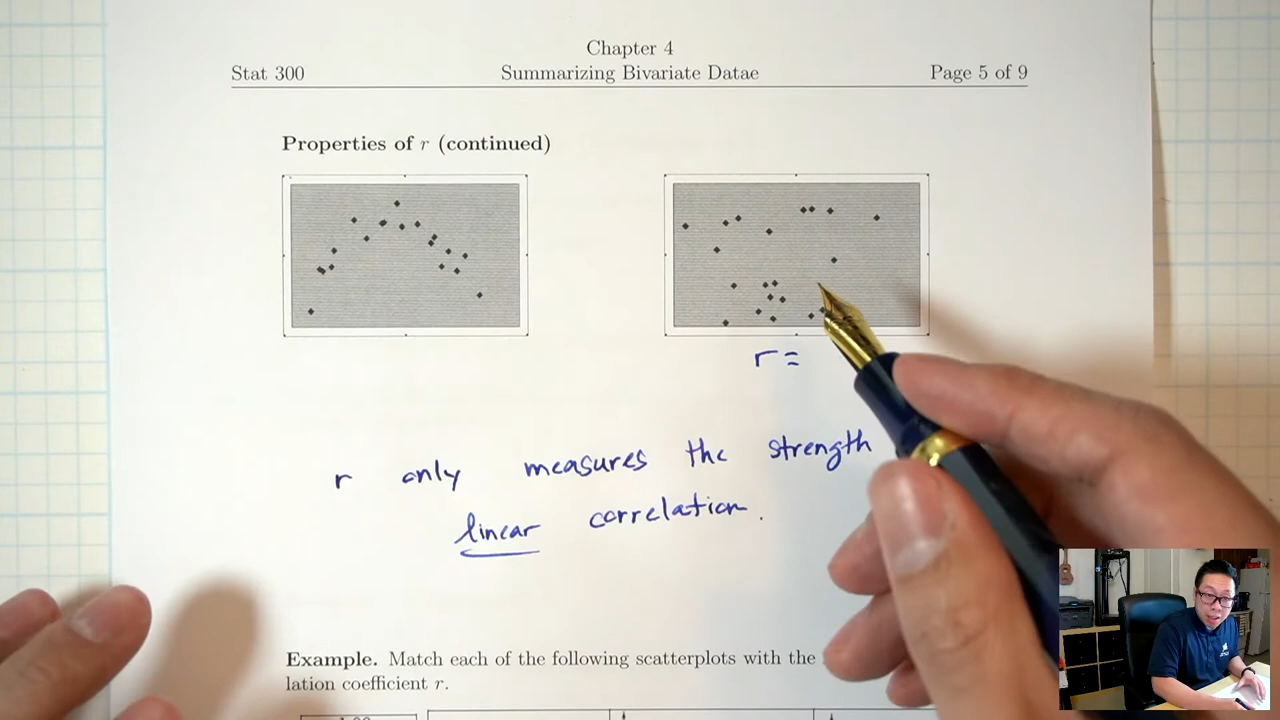 Chapter 4
Stat 300 Summarizing Bivariate Datae Page 5 of 9
Properties of r (continued)
r =
r only measures the strength
linear correlation.
Example. Match each of the following scatterplots with the
lation coefficient r.